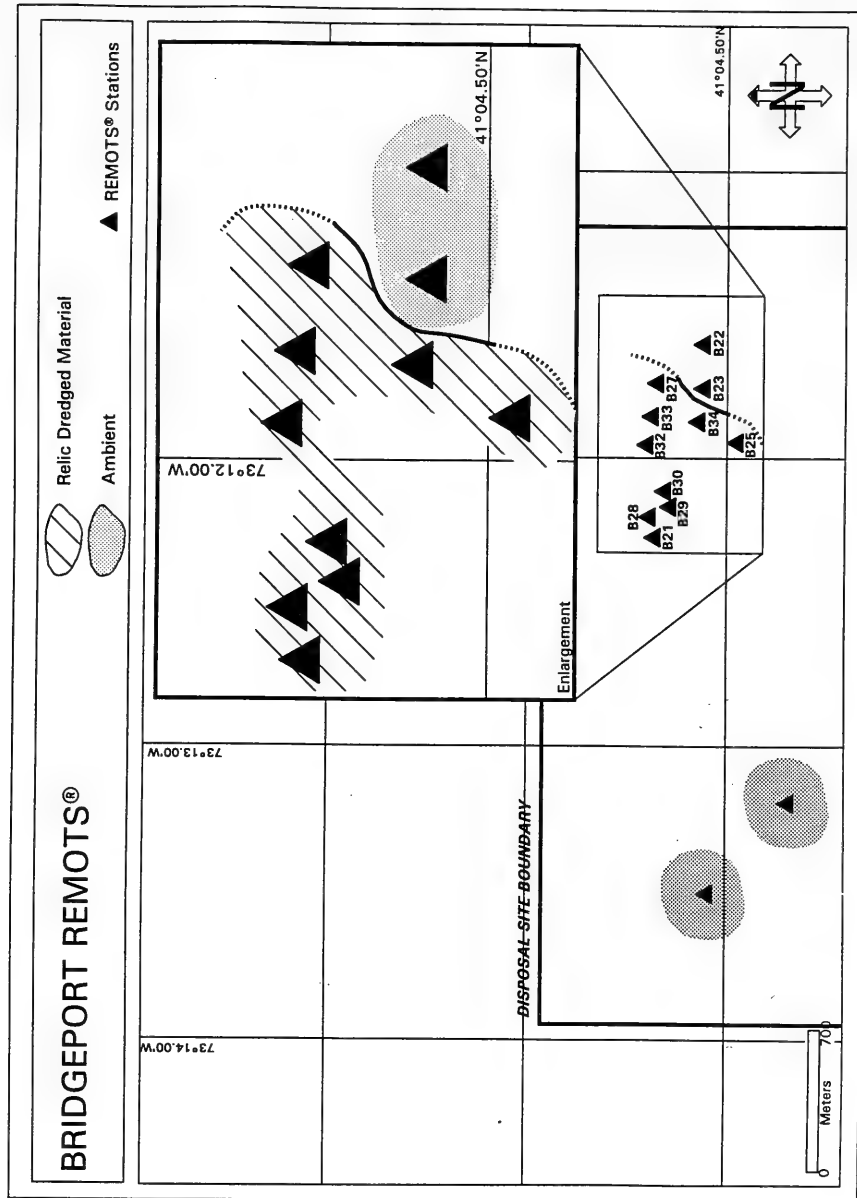 BRIDGEPORT REMOTS®
Relic Dredged Material
Ambient
REMOTS® Stations
73°14.00'W
73°13.00'W
73°12.00'W
41°04.50'N
Enlargement
DISPOSAL SITE BOUNDARY
41°04.50'N
B21
B28
B29
B30
B32
B33
B27
B34
B23
B22
B25
N
0
700
Meters